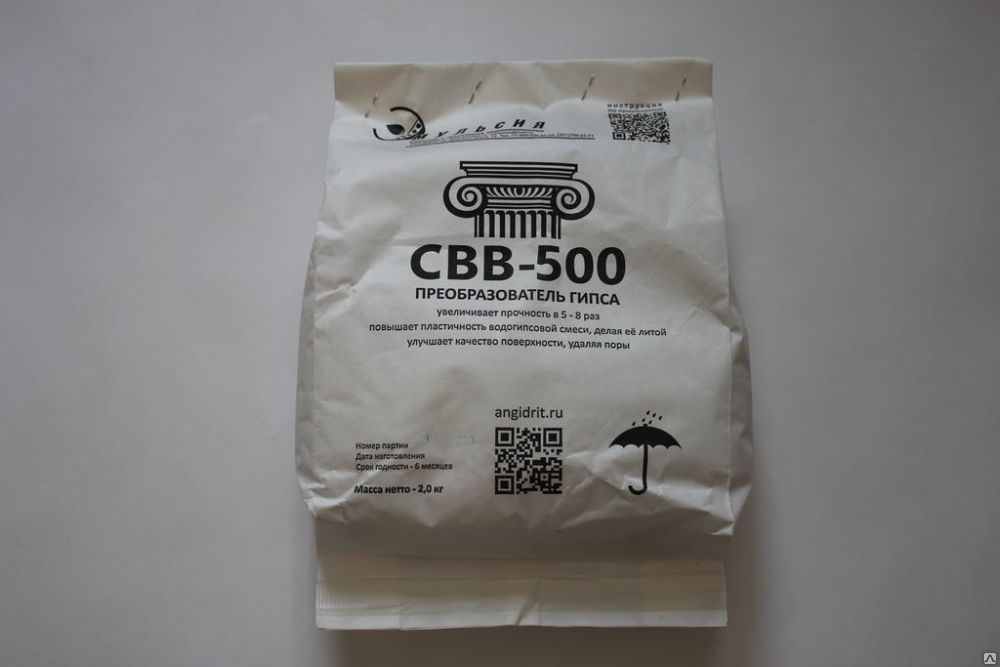 Эмульсия
инструкция
СВВ-500
ПРЕОБРАЗОВАТЕЛЬ ГИПСА
увеличивает прочность в 5 - 8 раз
повышает пластичность водогипсовой смеси, делая её литой
улучшает качество поверхности, удаляя поры
angidrit.ru
Номер партии
Дата изготовления
Срок годности - 6 месяцев
Масса нетто - 2,0 кг